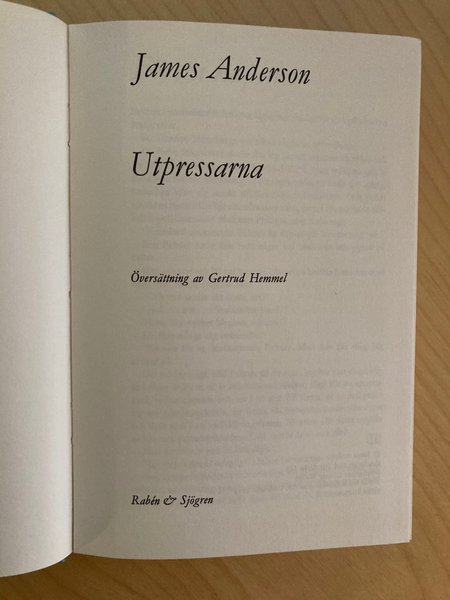 James Anderson
Utpressarna
Översättning av Gertrud Hemmel
Rabén & Sjögren